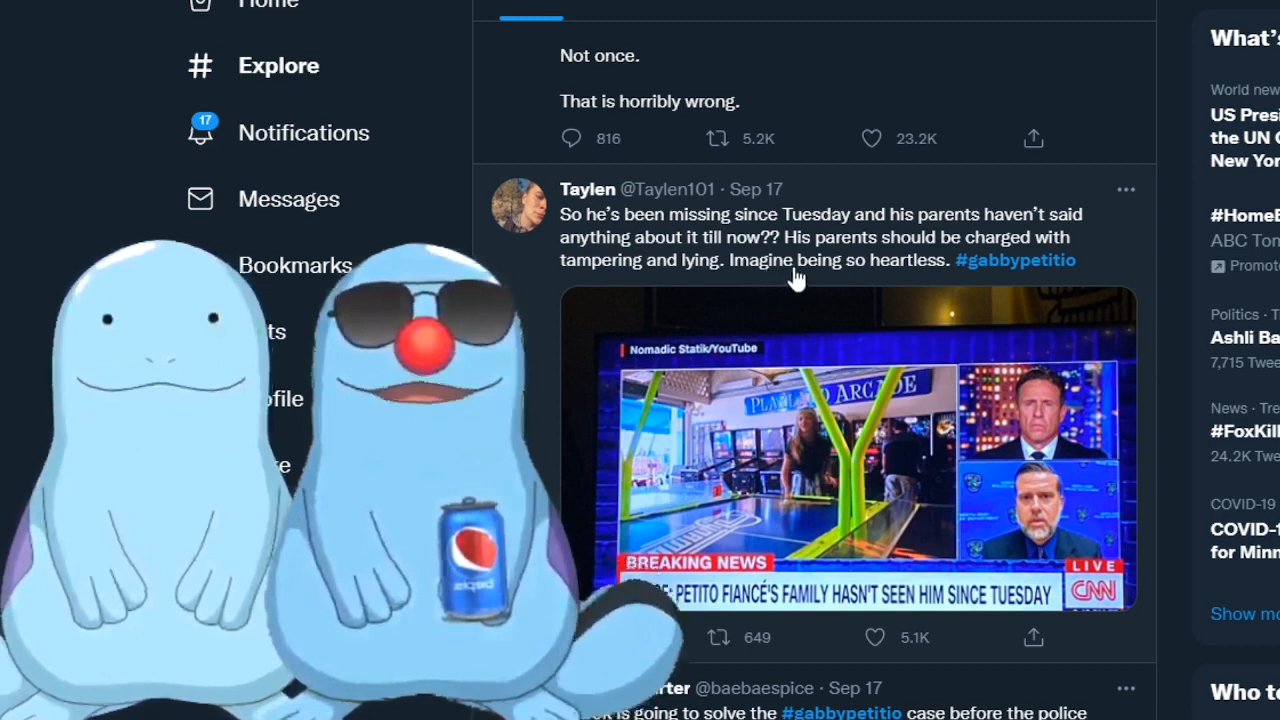 Home
Explore
17
Notifications
Messages
Bookmarks
ts
ofile
e
Not once.
That is horribly wrong.
816 5.2K 23.2K
Taylen @Taylen101 · Sep 17
So he's been missing since Tuesday and his parents haven't said
anything about it till now?? His parents should be charged with
tampering and lying. Imagine being so heartless. #gabbypetitio
Nomadic Statik/YouTube
PLAYLAND ARCADE
BREAKING NEWS
LIVE
CNN
PETITO FIANCÉ'S FAMILY HASN'T SEEN HIM SINCE TUESDAY
649 5.1K
rter @baebaespice · Sep 17
is going to solve the #gabbypetitio case before the police
What's
World new
US Presi
the UN G
New Yor
#HomeE
ABC Ton
Promote
Politics · T
Ashli Ba
7,715 Twee
News · Tre
#FoxKill
24.2K Twee
COVID-19
COVID-1
for Minn
Show mo
Who to